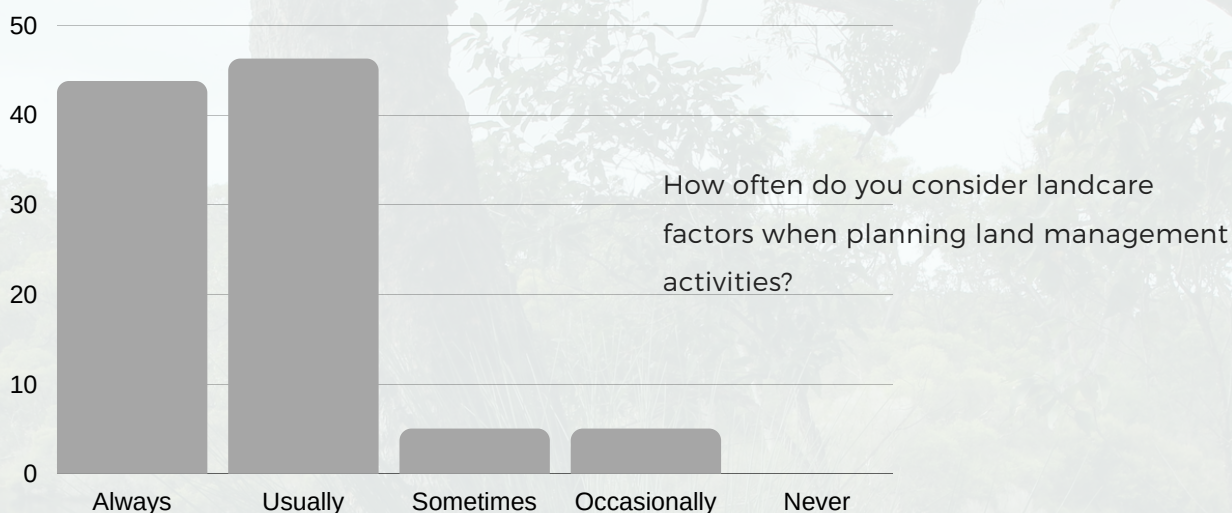 50
40
30
20
10
0
Always Usually Sometimes Occasionally Never
How often do you consider landcare
factors when planning land management
activities?